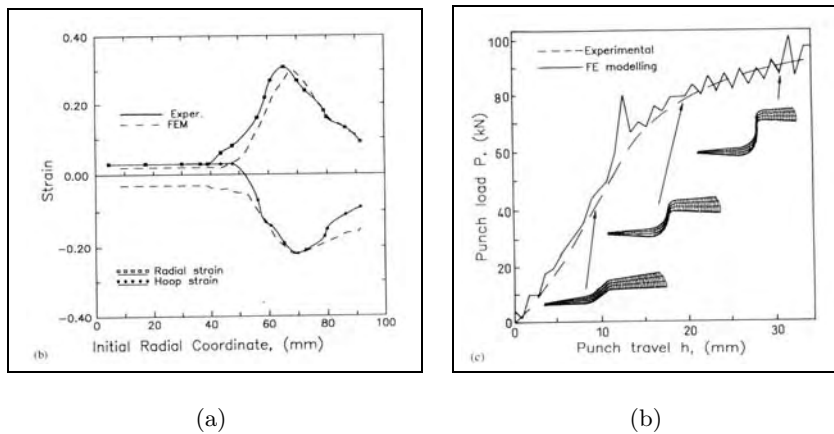 0.40
0.20
0.00
-0.20
-0.40
Strain
Exper.
FEM
Radial strain
Hoop strain
0 20 40 60 80 100
Initial Radial Coordinate, (mm)
(b)
100
80
60
40
20
0
Punch load P, (kN)
Experimental
FE modelling
0 10 20 30
Punch travel h, (mm)
(c)
(a)
(b)